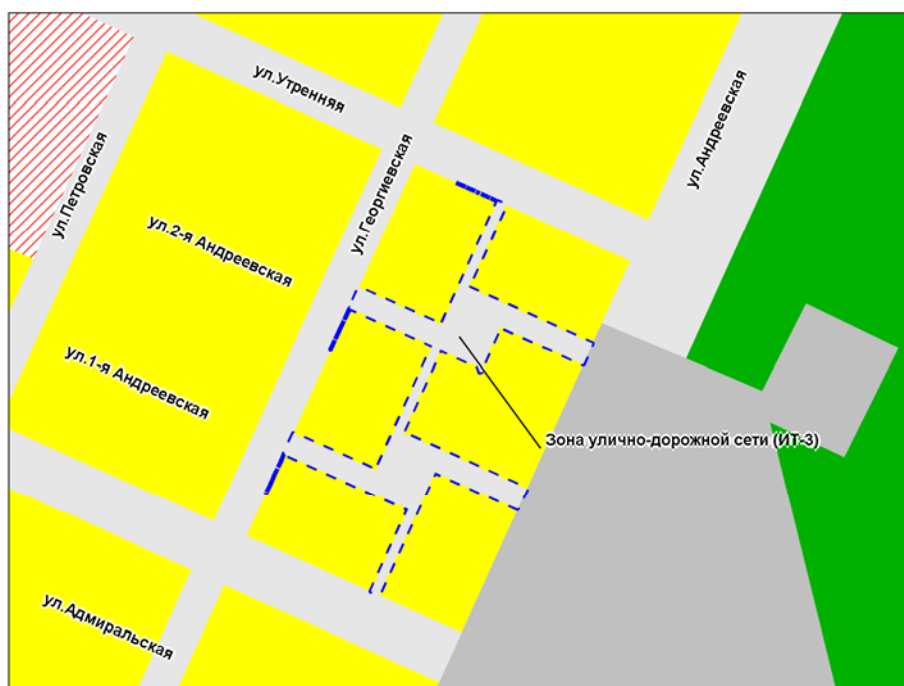 ул.Утренняя
ул.Андреевская
ул.Петровская
ул.Георгиевская
ул.2-я Андреевская
ул.1-я Андреевская
Зона улично-дорожной сети (ИТ-3)
ул.Адмиральская